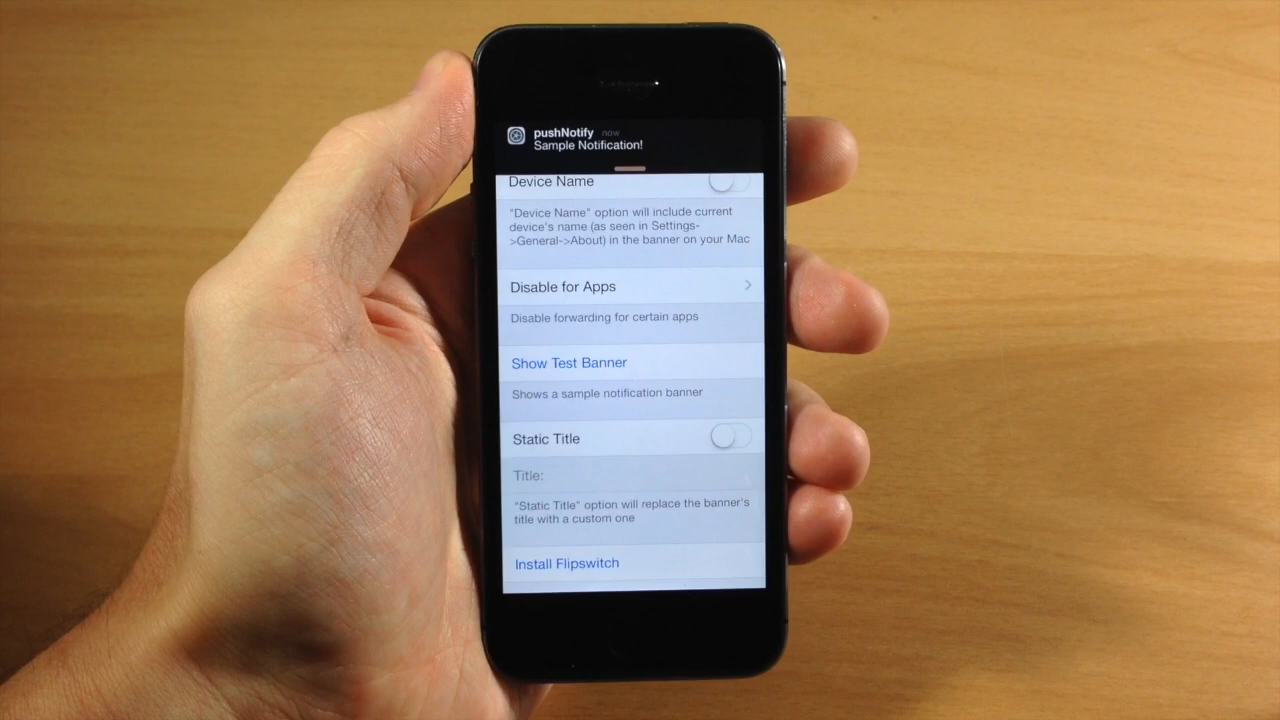 pushNotify now
Sample Notification!
Device Name
"Device Name" option will include current
device's name (as seen in Settings-
>General->About) in the banner on your Mac
Disable for Apps
Disable forwarding for certain apps
Show Test Banner
Shows a sample notification banner
Static Title
Title:
"Static Title" option will replace the banner's
title with a custom one
Install Flipswitch